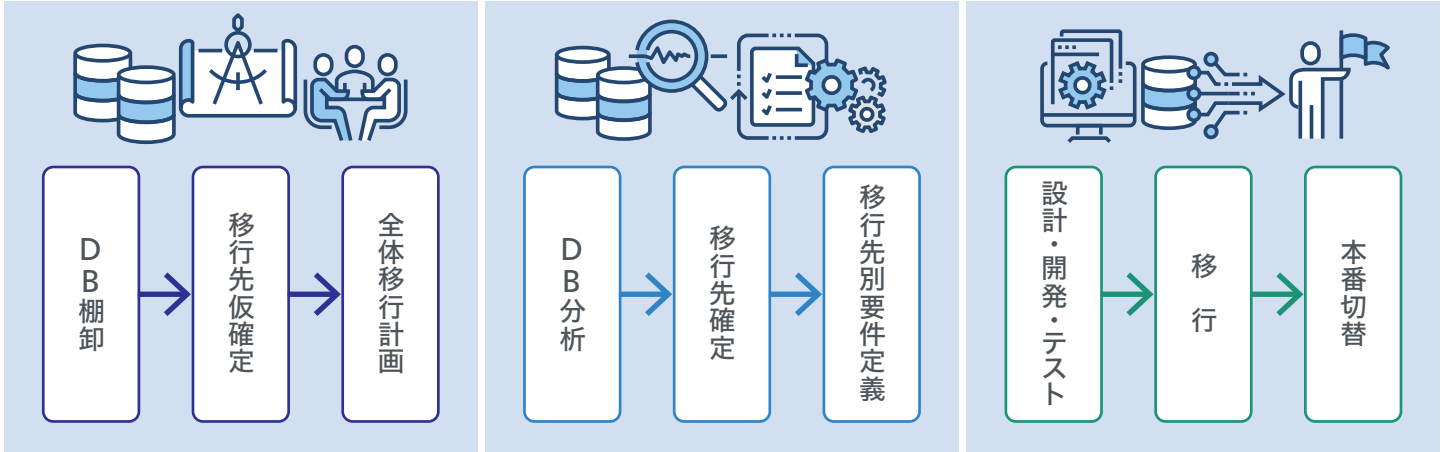 DB棚卸
移行先仮確定
全体移行計画
DB分析
移行先確定
移行先別要件定義
設計・開発・テスト
移行
本番切替